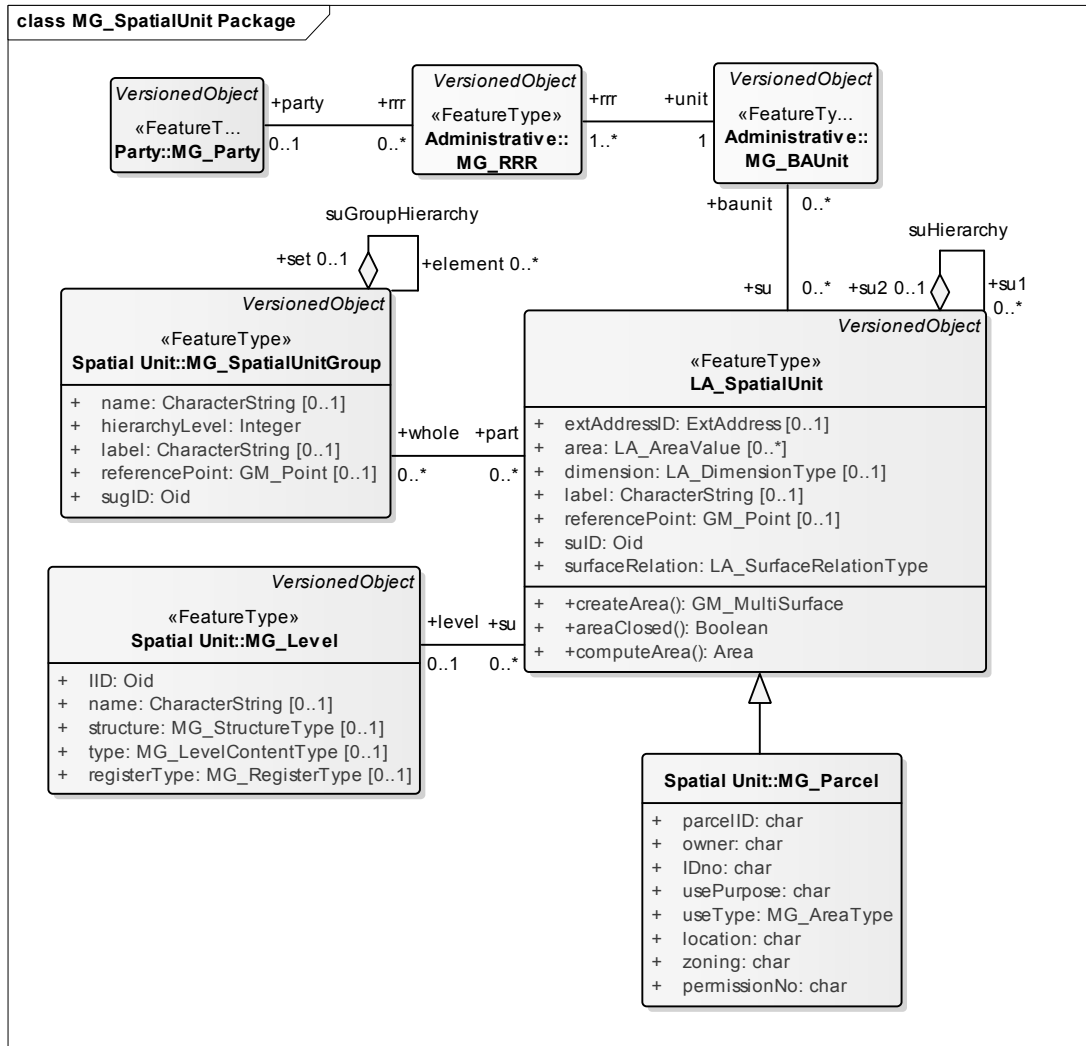 class MG_SpatialUnit Package
VersionedObject
«FeatureT...
Party::MG_Party
+party
0..1
+rrr
0..*
VersionedObject
«FeatureType»
Administrative::
MG_RRR
+rrr
1..*
+unit
1
VersionedObject
«FeatureTy...
Administrative::
MG_BAUnit
+baunit
0..*
suGroupHierarchy
+set 0..1
+element 0..*
suHierarchy
+su
0..*
+su2 0..1
+su1
0..*
VersionedObject
«FeatureType»
Spatial Unit::MG_SpatialUnitGroup
+ name: CharacterString [0..1]
+ hierarchyLevel: Integer
+ label: CharacterString [0..1]
+ referencePoint: GM_Point [0..1]
+ sugID: Oid
+whole
0..*
+part
0..*
VersionedObject
«FeatureType»
LA_SpatialUnit
+ extAddressID: ExtAddress [0..1]
+ area: LA_AreaValue [0..*]
+ dimension: LA_DimensionType [0..1]
+ label: CharacterString [0..1]
+ referencePoint: GM_Point [0..1]
+ suID: Oid
+ surfaceRelation: LA_SurfaceRelationType
+ +createArea(): GM_MultiSurface
+ +areaClosed(): Boolean
+ +computeArea(): Area
VersionedObject
«FeatureType»
Spatial Unit::MG_Level
+ lID: Oid
+ name: CharacterString [0..1]
+ structure: MG_StructureType [0..1]
+ type: MG_LevelContentType [0..1]
+ registerType: MG_RegisterType [0..1]
+level
0..1
+su
0..*
Spatial Unit::MG_Parcel
+ parcelID: char
+ owner: char
+ IDno: char
+ usePurpose: char
+ useType: MG_AreaType
+ location: char
+ zoning: char
+ permissionNo: char